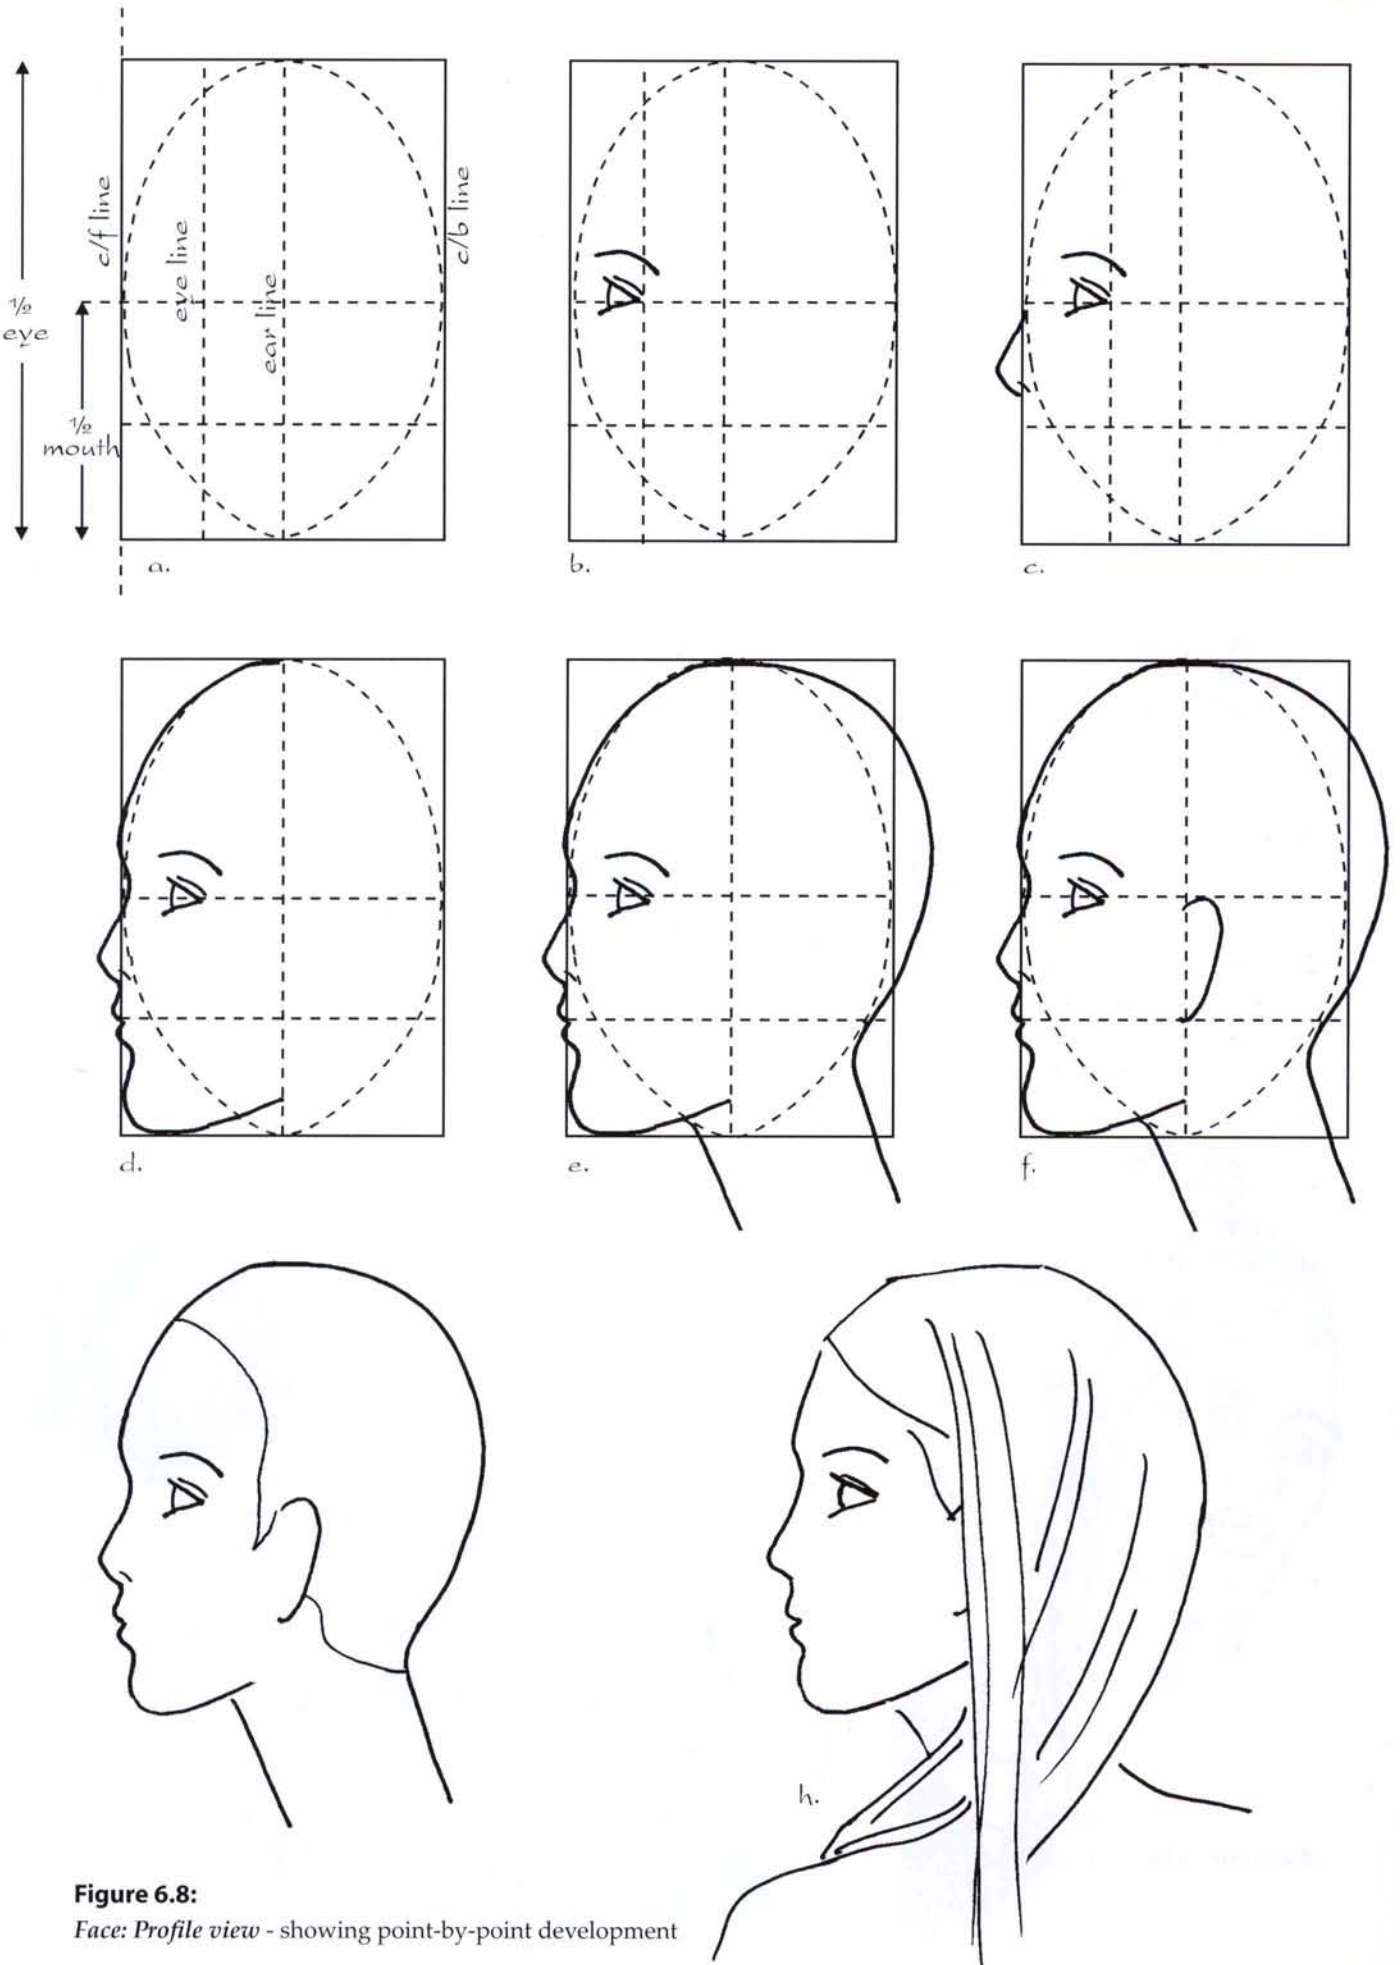 c/f line
eye line
ear line
c/b line
½
eye
½
mouth
a.
b.
c.
d.
e.
f.
h.
Figure 6.8:
Face: Profile view - showing point-by-point development